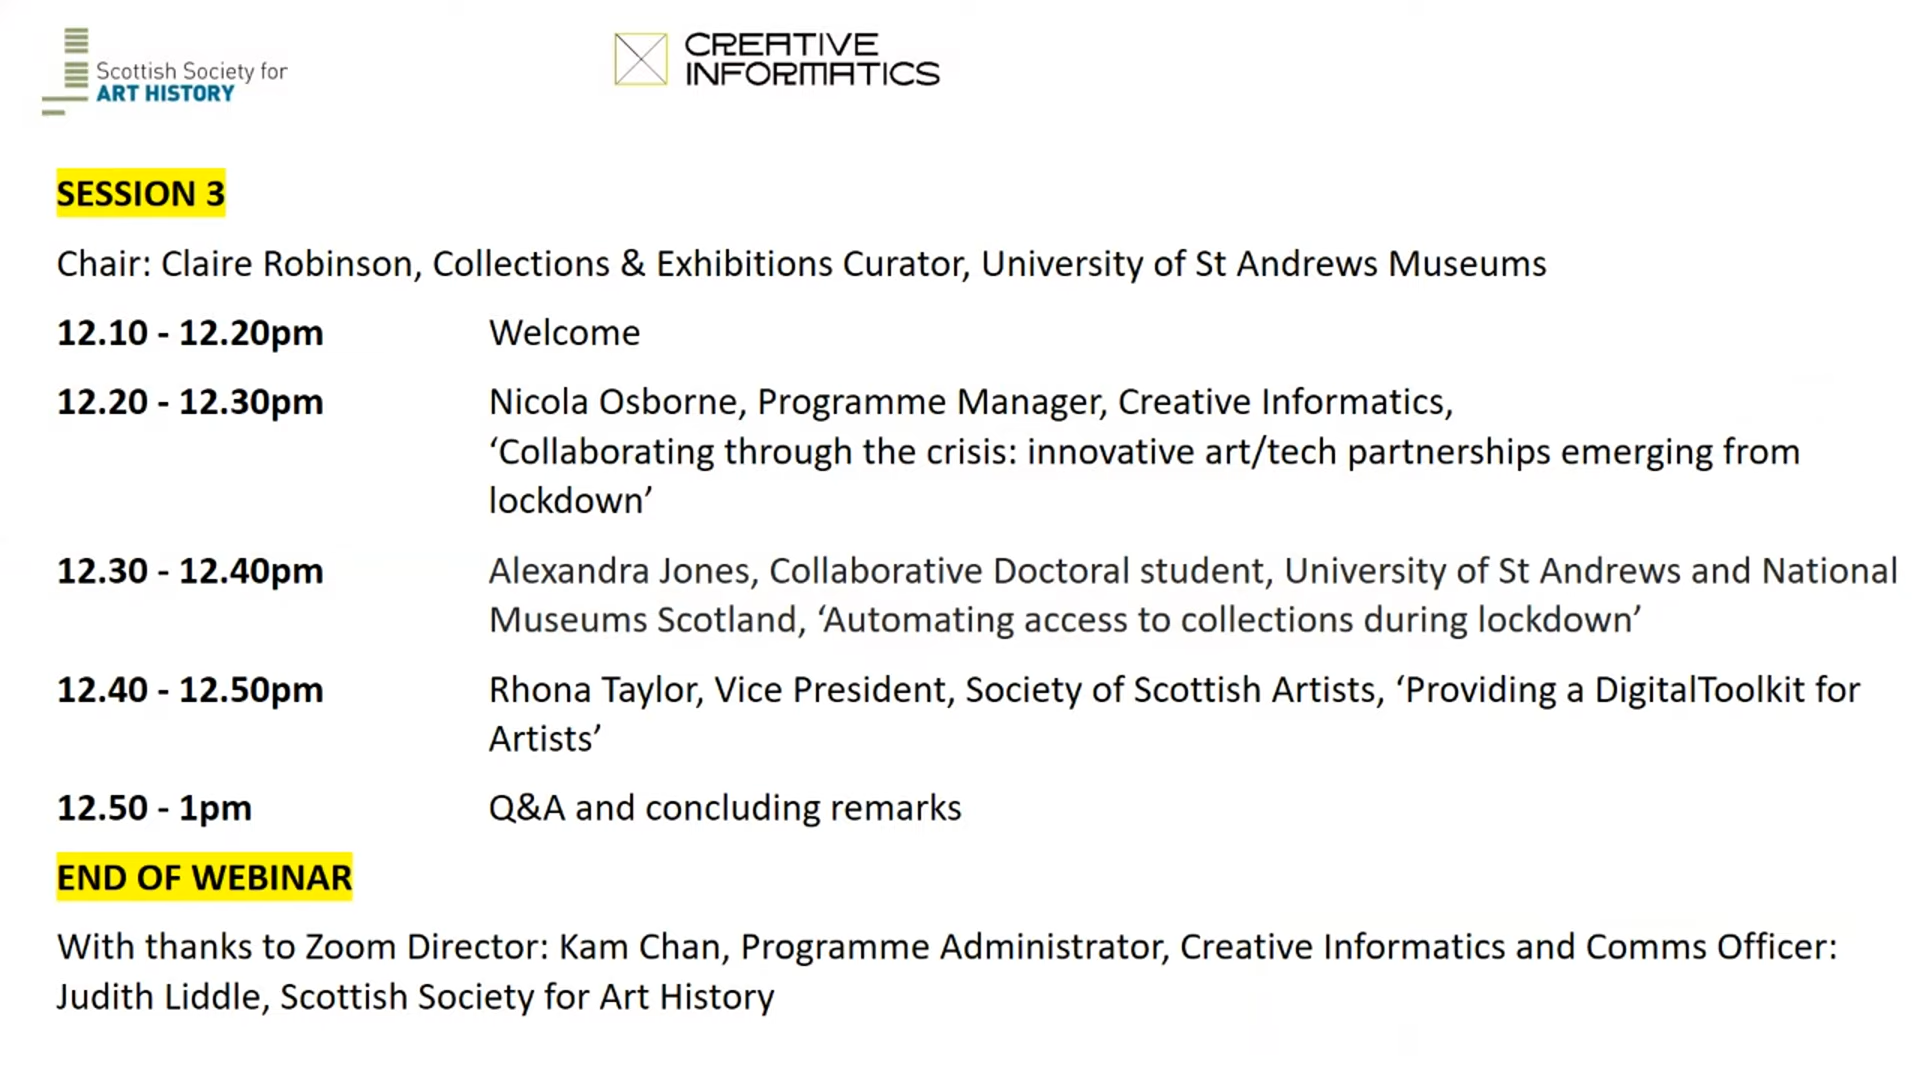 Scottish Society for
ART HISTORY
CREATIVE
INFORMATICS
SESSION 3
Chair: Claire Robinson, Collections & Exhibitions Curator, University of St Andrews Museums
12.10 - 12.20pm Welcome
12.20 - 12.30pm Nicola Osborne, Programme Manager, Creative Informatics,
‘Collaborating through the crisis: innovative art/tech partnerships emerging from
lockdown’
12.30 - 12.40pm Alexandra Jones, Collaborative Doctoral student, University of St Andrews and National
Museums Scotland, ‘Automating access to collections during lockdown’
12.40 - 12.50pm Rhona Taylor, Vice President, Society of Scottish Artists, ‘Providing a DigitalToolkit for
Artists’
12.50 - 1pm Q&A and concluding remarks
END OF WEBINAR
With thanks to Zoom Director: Kam Chan, Programme Administrator, Creative Informatics and Comms Officer:
Judith Liddle, Scottish Society for Art History